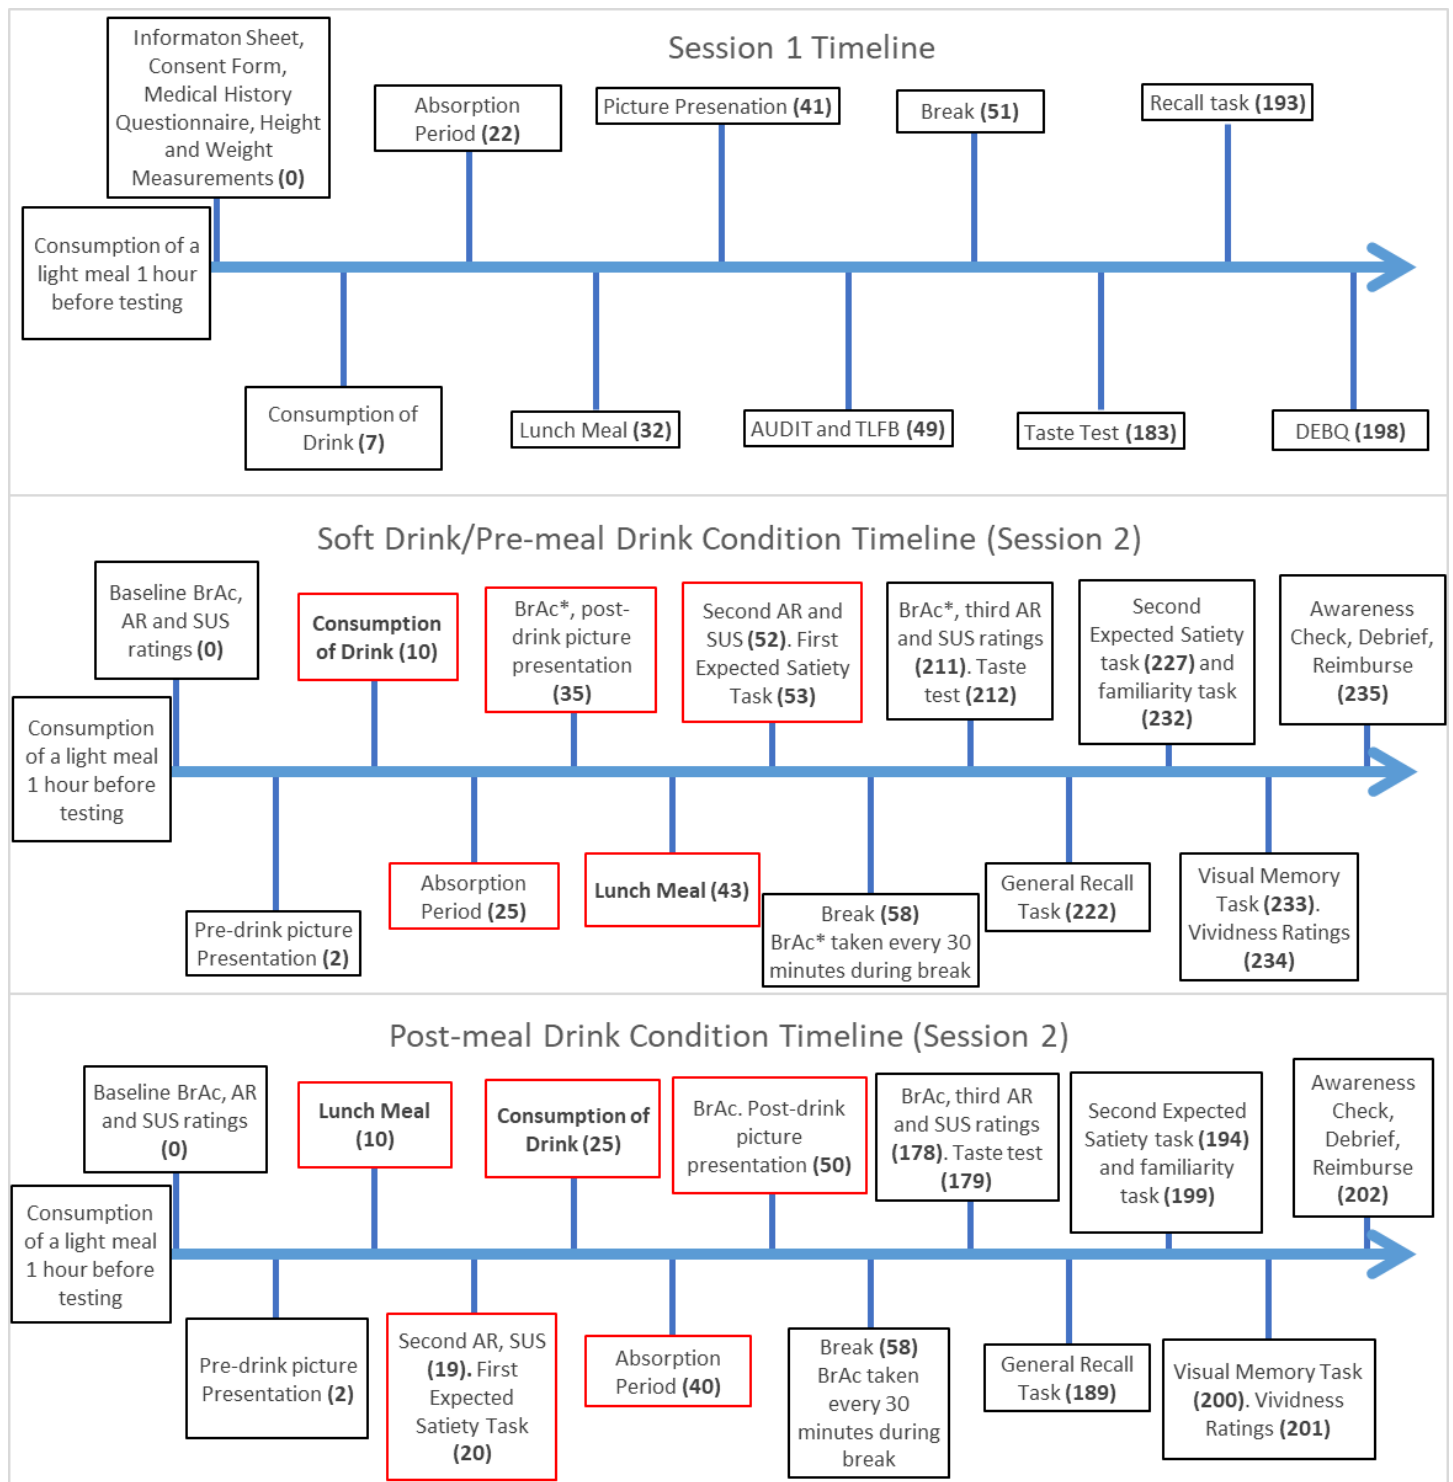 Session 1 Timeline
Informaton Sheet,
Consent Form,
Medical History
Questionnaire, Height
and Weight
Measurements (0)
Absorption
Period (22)
Picture Presenation (41)
Break (51)
Recall task (193)
Consumption of a
light meal 1 hour
before testing
Consumption of
Drink (7)
Lunch Meal (32)
AUDIT and TLFB (49)
Taste Test (183)
DEBQ (198)
Soft Drink/Pre-meal Drink Condition Timeline (Session 2)
Baseline BrAc,
AR and SUS
ratings (0)
Consumption
of Drink (10)
BrAc*, post-
drink picture
presentation
(35)
Second AR and
SUS (52). First
Expected Satiety
Task (53)
BrAc*, third AR
and SUS ratings
(211). Taste
test (212)
Second
Expected Satiety
task (227) and
familiarity task
(232)
Awareness
Check, Debrief,
Reimburse
(235)
Consumption
of a light meal
1 hour before
testing
Pre-drink picture
Presentation (2)
Absorption
Period (25)
Lunch Meal (43)
Break (58)
BrAc* taken every 30
minutes during break
General Recall
Task (222)
Visual Memory
Task (233).
Vividness Ratings
(234)
Post-meal Drink Condition Timeline (Session 2)
Baseline BrAc, AR
and SUS ratings
(0)
Lunch Meal
(10)
Consumption
of Drink (25)
BrAc. Post-drink
picture
presentation (50)
BrAc, third AR
and SUS ratings
(178). Taste test
(179)
Second Expected
Satiety task (194)
and familiarity
task (199)
Awareness
Check,
Debrief,
Reimburse
(202)
Consumption
of a light meal
1 hour before
testing
Pre-drink picture
Presentation (2)
Second AR, SUS
(19). First
Expected
Satiety Task
(20)
Absorption
Period (40)
Break (58)
BrAc taken
every 30
minutes during
break
General Recall
Task (189)
Visual Memory Task
(200). Vividness
Ratings (201)